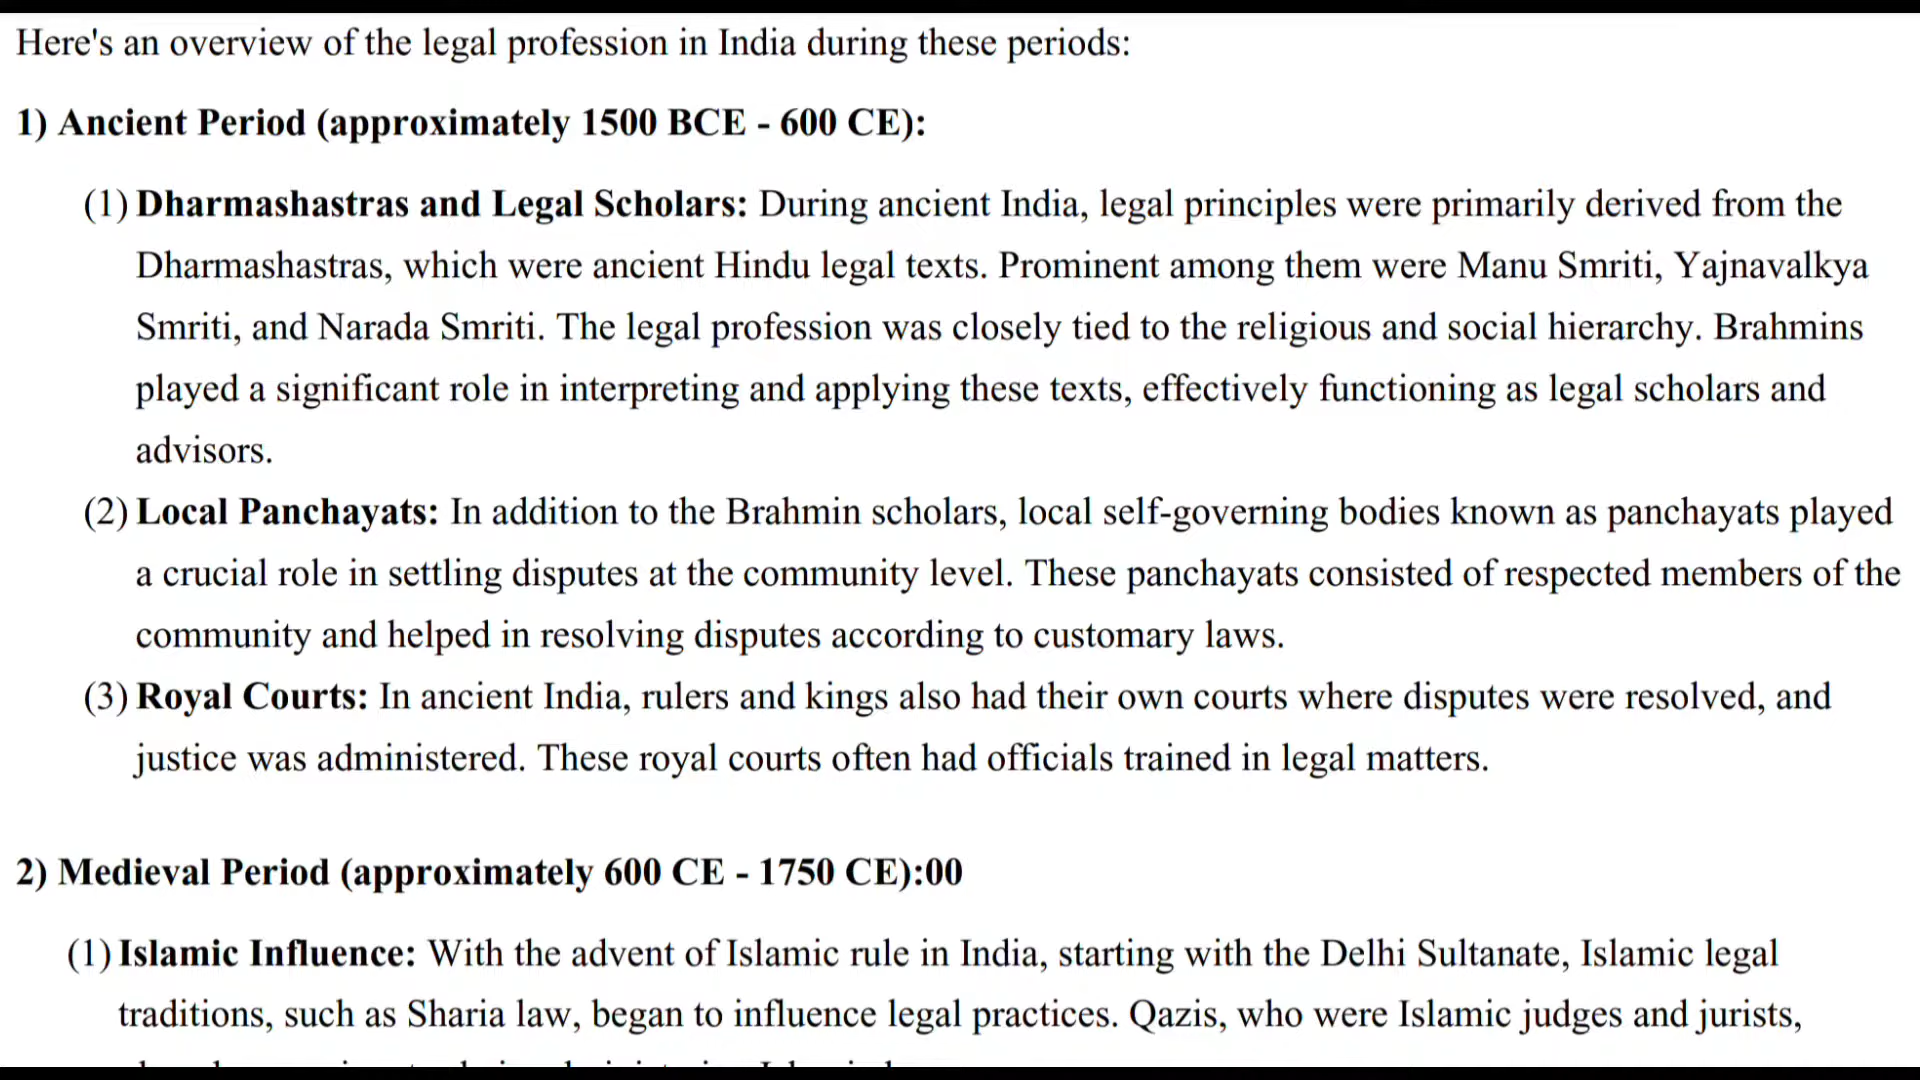 Here's an overview of the legal profession in India during these periods:
1) Ancient Period (approximately 1500 BCE - 600 CE):
(1) Dharmashastras and Legal Scholars: During ancient India, legal principles were primarily derived from the
Dharmashastras, which were ancient Hindu legal texts. Prominent among them were Manu Smriti, Yajnavalkya
Smriti, and Narada Smriti. The legal profession was closely tied to the religious and social hierarchy. Brahmins
played a significant role in interpreting and applying these texts, effectively functioning as legal scholars and
advisors.
(2) Local Panchayats: In addition to the Brahmin scholars, local self-governing bodies known as panchayats played
a crucial role in settling disputes at the community level. These panchayats consisted of respected members of the
community and helped in resolving disputes according to customary laws.
(3) Royal Courts: In ancient India, rulers and kings also had their own courts where disputes were resolved, and
justice was administered. These royal courts often had officials trained in legal matters.
2) Medieval Period (approximately 600 CE - 1750 CE):00
(1) Islamic Influence: With the advent of Islamic rule in India, starting with the Delhi Sultanate, Islamic legal
traditions, such as Sharia law, began to influence legal practices. Qazis, who were Islamic judges and jurists,